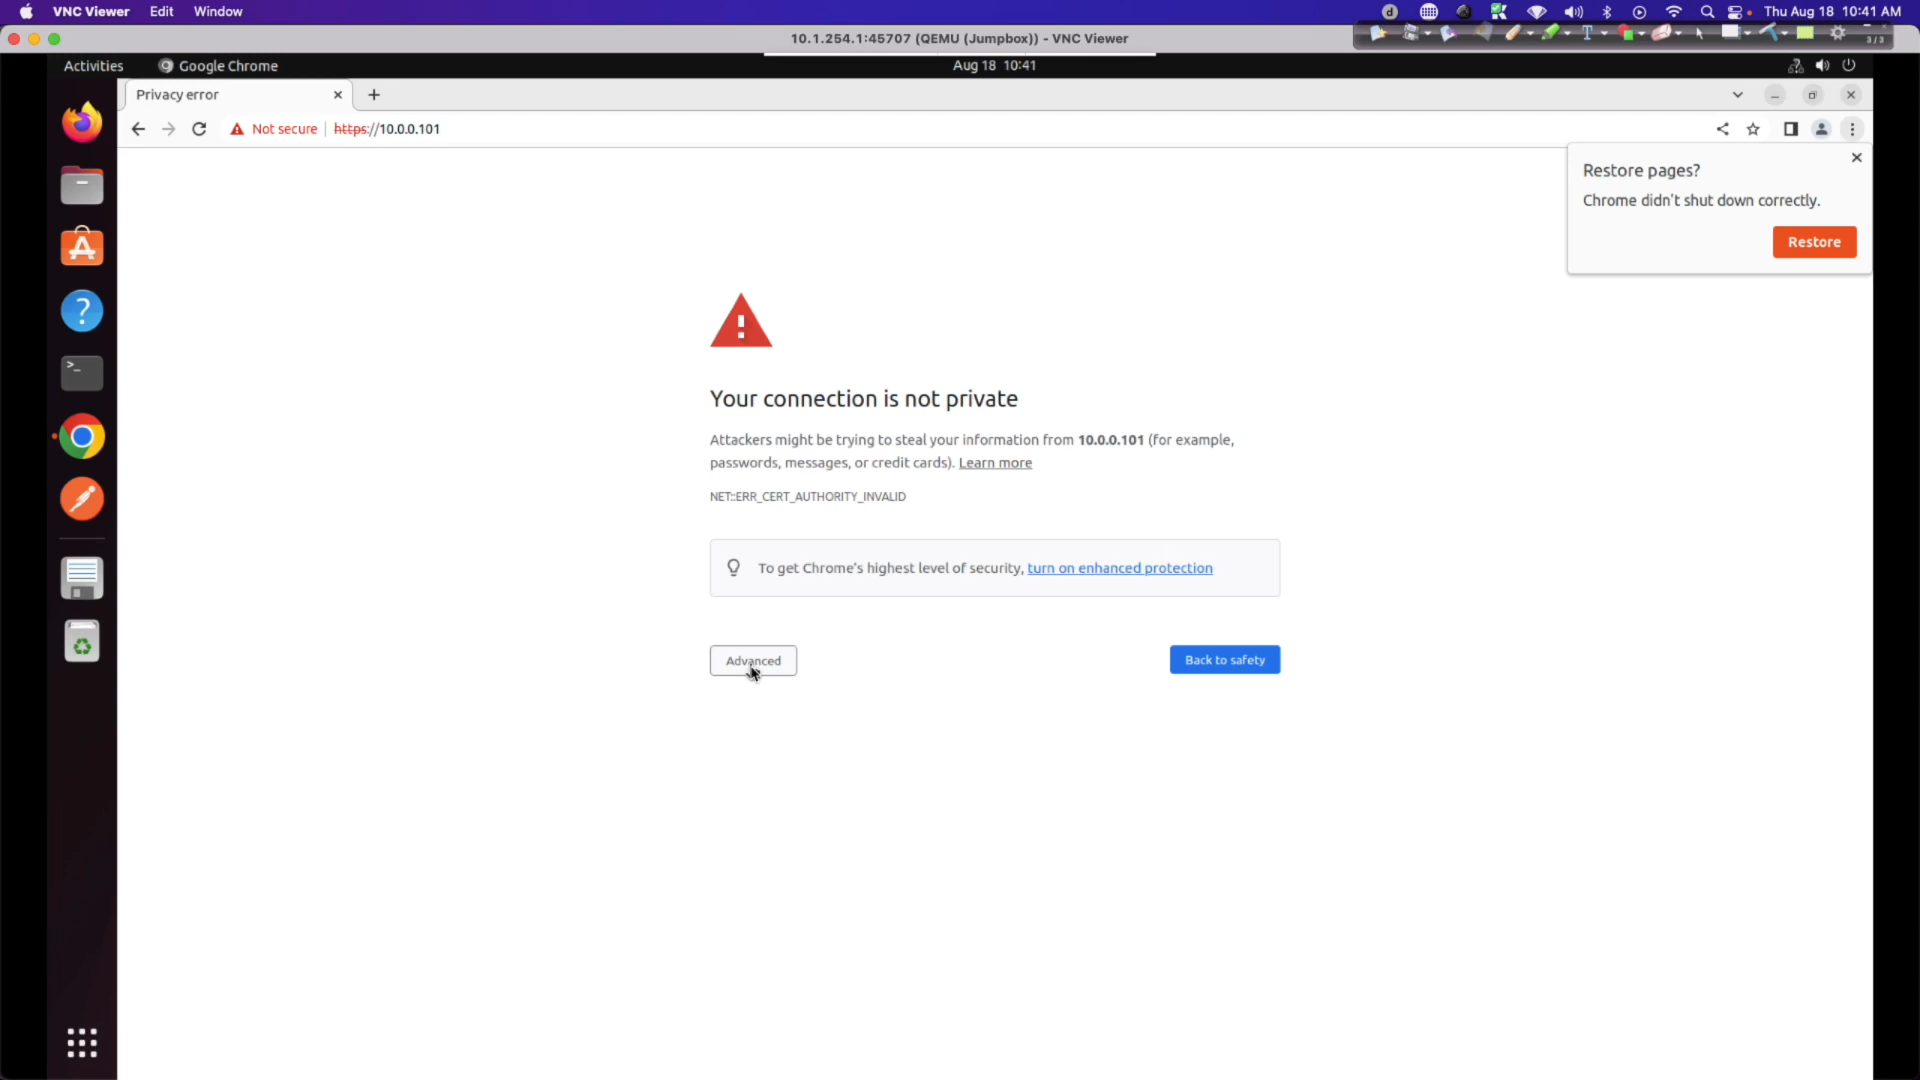 VNC Viewer Edit Window
Thu Aug 18 10:41 AM
10.1.254.1:45707 (QEMU (Jumpbox)) - VNC Viewer
3/3
Activities Google Chrome
Aug 18 10:41
Privacy error
Not secure https://10.0.0.101
Restore pages?
Chrome didn't shut down correctly.
Restore
Your connection is not private
Attackers might be trying to steal your information from 10.0.0.101 (for example,
passwords, messages, or credit cards). Learn more
NET::ERR_CERT_AUTHORITY_INVALID
To get Chrome's highest level of security, turn on enhanced protection
Advanced
Back to safety